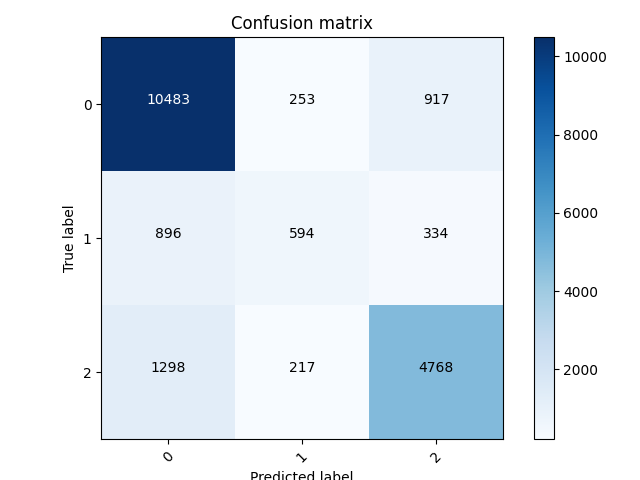 Confusion matrix
0 10483 253 917
1 896 594 334
2 1298 217 4768
0 1 2
True label
Predicted label
10000
8000
6000
4000
2000